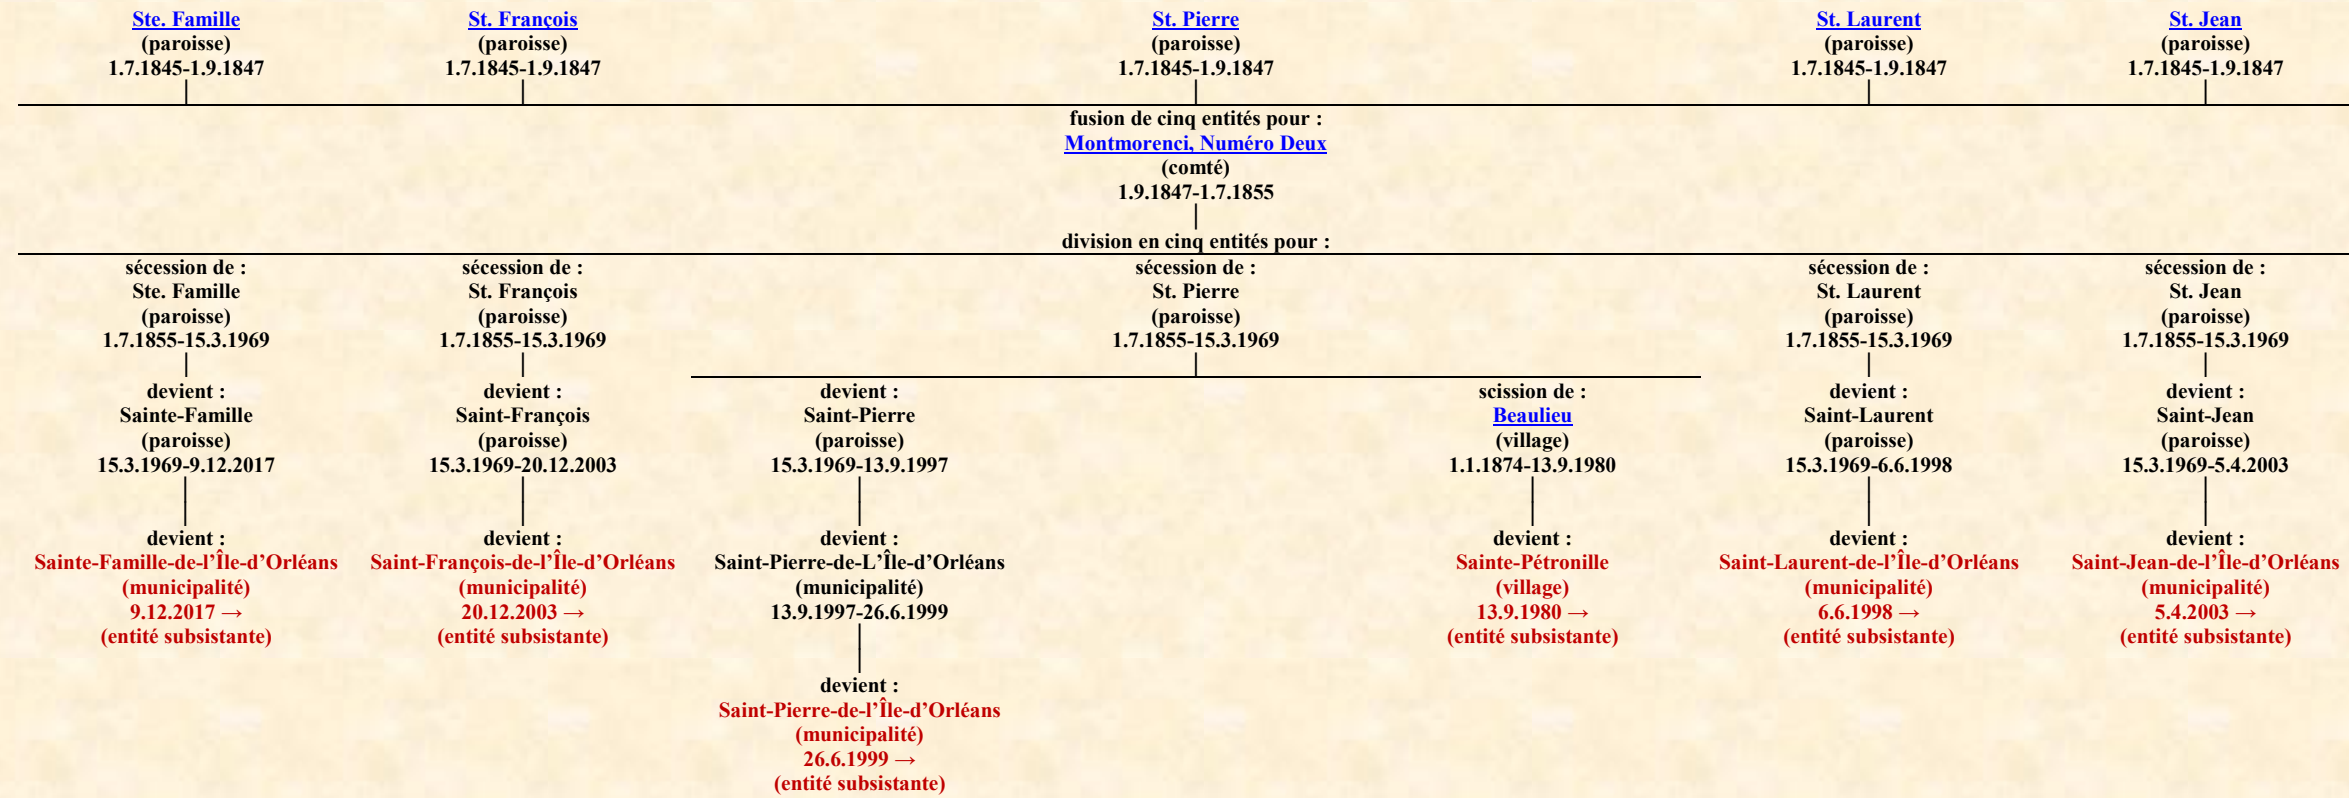 Ste. Famille
(paroisse)
1.7.1845-1.9.1847
St. François
(paroisse)
1.7.1845-1.9.1847
St. Pierre
(paroisse)
1.7.1845-1.9.1847
St. Laurent
(paroisse)
1.7.1845-1.9.1847
St. Jean
(paroisse)
1.7.1845-1.9.1847
fusion de cinq entités pour :
Montmorenci, Numéro Deux
(comté)
1.9.1847-1.7.1855
division en cinq entités pour :
sécession de :
Ste. Famille
(paroisse)
1.7.1855-15.3.1969
sécession de :
St. François
(paroisse)
1.7.1855-15.3.1969
sécession de :
St. Pierre
(paroisse)
1.7.1855-15.3.1969
sécession de :
St. Laurent
(paroisse)
1.7.1855-15.3.1969
sécession de :
St. Jean
(paroisse)
1.7.1855-15.3.1969
devient :
Sainte-Famille
(paroisse)
15.3.1969-9.12.2017
devient :
Saint-François
(paroisse)
15.3.1969-20.12.2003
devient :
Saint-Pierre
(paroisse)
15.3.1969-13.9.1997
scission de :
Beaulieu
(village)
1.1.1874-13.9.1980
devient :
Saint-Laurent
(paroisse)
15.3.1969-6.6.1998
devient :
Saint-Jean
(paroisse)
15.3.1969-5.4.2003
devient :
Sainte-Famille-de-l’Île-d’Orléans
(municipalité)
9.12.2017 →
(entité subsistante)
devient :
Saint-François-de-l’Île-d’Orléans
(municipalité)
20.12.2003 →
(entité subsistante)
devient :
Saint-Pierre-de-L’Île-d’Orléans
(municipalité)
13.9.1997-26.6.1999
devient :
Sainte-Pétronille
(village)
13.9.1980 →
(entité subsistante)
devient :
Saint-Laurent-de-l’Île-d’Orléans
(municipalité)
6.6.1998 →
(entité subsistante)
devient :
Saint-Jean-de-l’Île-d’Orléans
(municipalité)
5.4.2003 →
(entité subsistante)
devient :
Saint-Pierre-de-l’Île-d’Orléans
(municipalité)
26.6.1999 →
(entité subsistante)